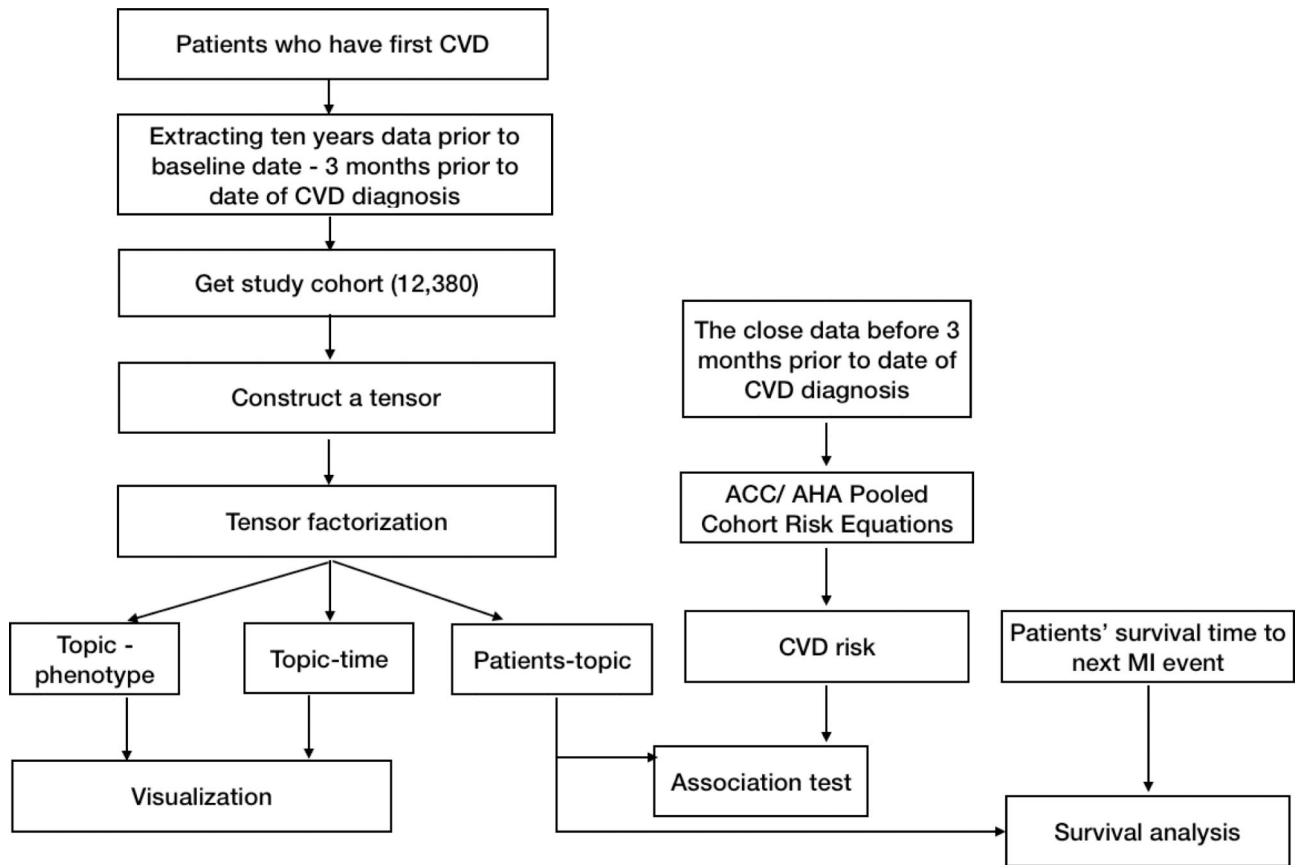 Patients who have first CVD
Extracting ten years data prior to
baseline date - 3 months prior to
date of CVD diagnosis
Get study cohort (12,380)
Construct a tensor
Tensor factorization
Topic -
phenotype
Topic-time
Patients-topic
Visualization
The close data before 3
months prior to date of
CVD diagnosis
ACC/ AHA Pooled
Cohort Risk Equations
CVD risk
Association test
Patients’ survival time to
next MI event
Survival analysis